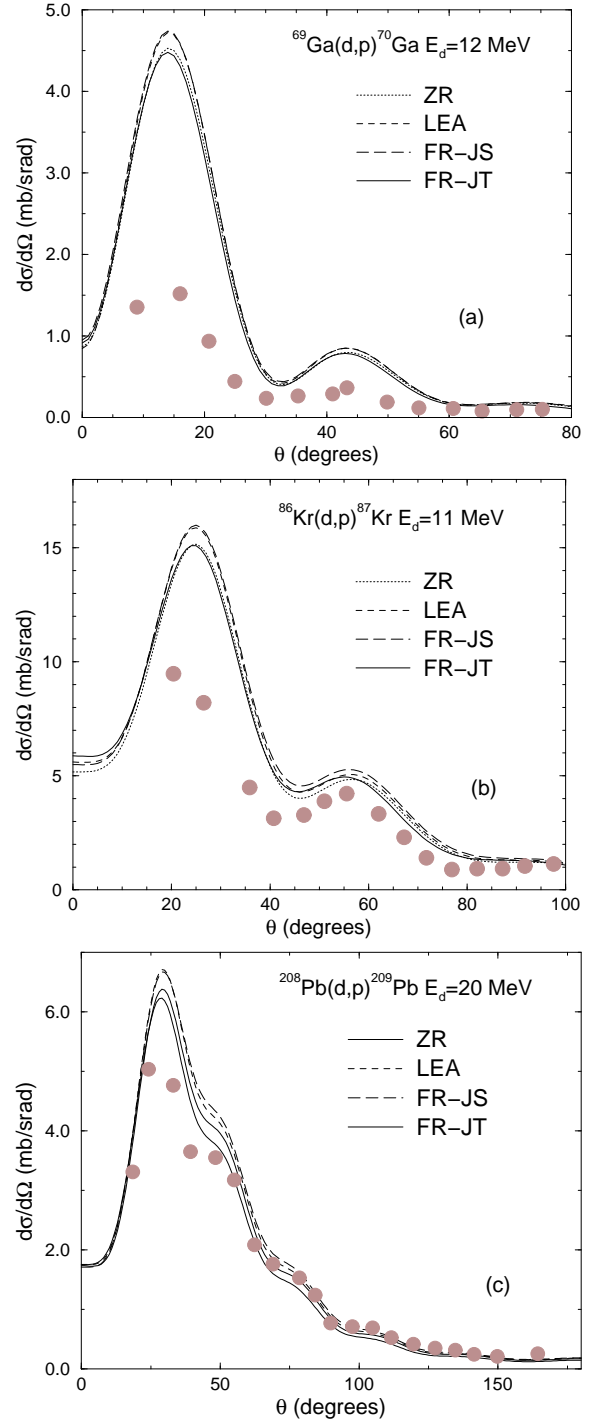 5.0
4.0
3.0
2.0
1.0
0.0
dσ/dΩ (mb/srad)
⁶⁹Ga(d,p)⁷⁰Ga E_d=12 MeV
ZR
LEA
FR−JS
FR−JT
(a)
0 20 40 60 80
θ (degrees)
15
10
5
0
dσ/dΩ (mb/srad)
⁸⁶Kr(d,p)⁸⁷Kr E_d=11 MeV
ZR
LEA
FR−JS
FR−JT
(b)
0 20 40 60 80 100
θ (degrees)
6.0
4.0
2.0
0.0
dσ/dΩ (mb/srad)
²⁰⁸Pb(d,p)²⁰⁹Pb E_d=20 MeV
ZR
LEA
FR−JS
FR−JT
(c)
0 50 100 150
θ (degrees)